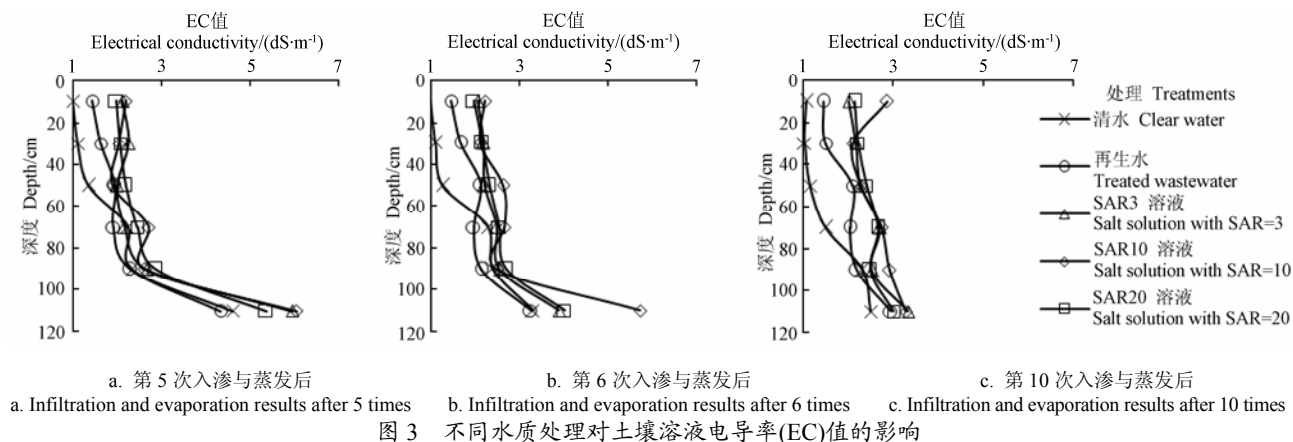 EC值
Electrical conductivity/(dS·m⁻¹)
1 3 5 7
0
20
40
60
80
100
120
深度 Depth/cm
EC值
Electrical conductivity/(dS·m⁻¹)
1 3 5 7
0
20
40
60
80
100
120
深度 Depth/cm
EC值
Electrical conductivity/(dS·m⁻¹)
1 3 5 7
0
20
40
60
80
100
120
深度 Depth/cm
处理 Treatments
清水 Clear water
再生水
Treated wastewater
SAR3 溶液
Salt solution with SAR=3
SAR10 溶液
Salt solution with SAR=10
SAR20 溶液
Salt solution with SAR=20
a. 第 5 次入渗与蒸发后
a. Infiltration and evaporation results after 5 times
b. 第 6 次入渗与蒸发后
b. Infiltration and evaporation results after 6 times
c. 第 10 次入渗与蒸发后
c. Infiltration and evaporation results after 10 times
图 3 不同水质处理对土壤溶液电导率(EC)值的影响